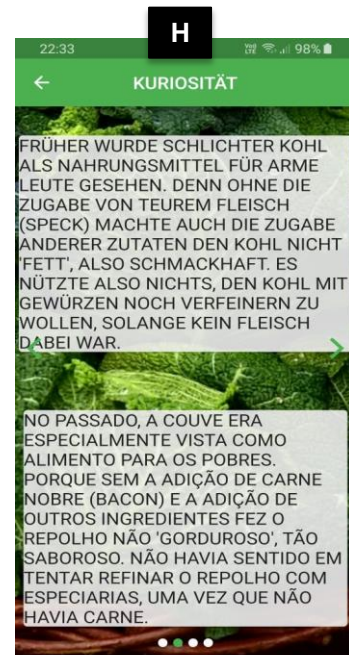 H
22:33
98%
KURIOSITÄT
FRÜHER WURDE SCHLICHTER KOHL
ALS NAHRUNGSMITTEL FÜR ARME
LEUTE GESEHEN. DENN OHNE DIE
ZUGABE VON TEUREM FLEISCH
(SPECK) MACHTE AUCH DIE ZUGABE
ANDERER ZUTATEN DEN KOHL NICHT
'FETT', ALSO SCHMACKHAFT. ES
NÜTZTE ALSO NICHTS, DEN KOHL MIT
GEWÜRZEN NOCH VERFEINERN ZU
WOLLEN, SOLANGE KEIN FLEISCH
DABEI WAR.
NO PASSADO, A COUVE ERA
ESPECIALMENTE VISTA COMO
ALIMENTO PARA OS POBRES.
PORQUE SEM A ADIÇÃO DE CARNE
NOBRE (BACON) E A ADIÇÃO DE
OUTROS INGREDIENTES FEZ O
REPOLHO NÃO 'GORDUROSO', TÃO
SABOROSO. NÃO HAVIA SENTIDO EM
TENTAR REFINAR O REPOLHO COM
ESPECIARIAS, UMA VEZ QUE NÃO
HAVIA CARNE.